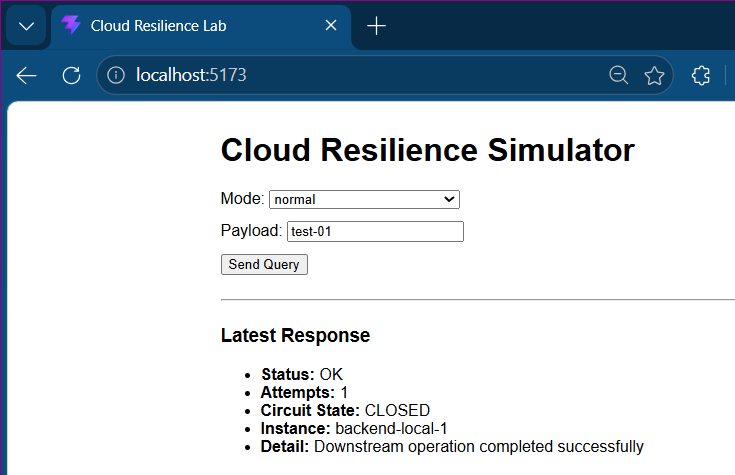 Cloud Resilience Lab
localhost:5173
Cloud Resilience Simulator
Mode: normal
Payload: test-01
Send Query
Latest Response
Status: OK
Attempts: 1
Circuit State: CLOSED
Instance: backend-local-1
Detail: Downstream operation completed successfully